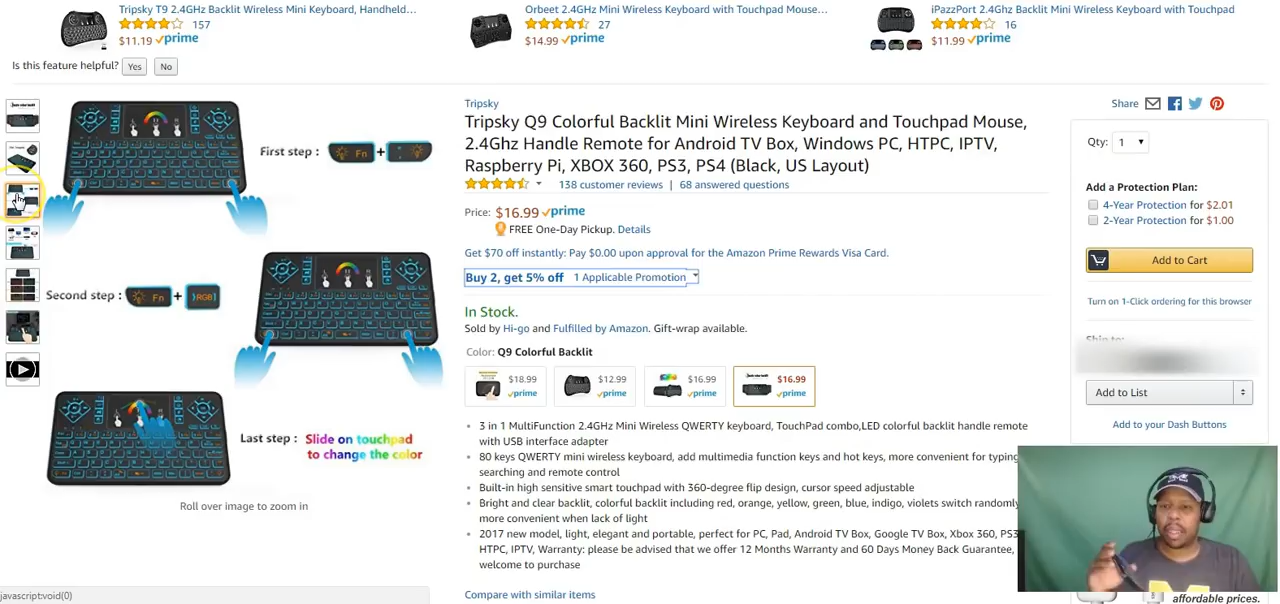 Tripsky T9 2.4GHz Backlit Wireless Mini Keyboard, Handheld…
157
$11.19 prime
Orbeet 2.4GHz Mini Wireless Keyboard with Touchpad Mouse…
27
$14.99 prime
iPazzPort 2.4Ghz Backlit Mini Wireless Keyboard with Touchpad
16
$11.99 prime
Is this feature helpful? Yes No
First step : Fn +
Second step : Fn + RGB
Last step : Slide on touchpad
to change the color
Roll over image to zoom in
Tripsky
Tripsky Q9 Colorful Backlit Mini Wireless Keyboard and Touchpad Mouse,
2.4Ghz Handle Remote for Android TV Box, Windows PC, HTPC, IPTV,
Raspberry Pi, XBOX 360, PS3, PS4 (Black, US Layout)
138 customer reviews | 68 answered questions
Price: $16.99 prime
FREE One-Day Pickup. Details
Get $70 off instantly: Pay $0.00 upon approval for the Amazon Prime Rewards Visa Card.
Buy 2, get 5% off 1 Applicable Promotion
In Stock.
Sold by Hi-go and Fulfilled by Amazon. Gift-wrap available.
Color: Q9 Colorful Backlit
$18.99 prime
$12.99 prime
$16.99 prime
$16.99 prime
• 3 in 1 MultiFunction 2.4GHz Mini Wireless QWERTY keyboard, TouchPad combo,LED colorful backlit handle remote
with USB interface adapter
• 80 keys QWERTY mini wireless keyboard, add multimedia function keys and hot keys, more convenient for typing
searching and remote control
• Built-in high sensitive smart touchpad with 360-degree flip design, cursor speed adjustable
• Bright and clear backlit, colorful backlit including red, orange, yellow, green, blue, indigo, violets switch randomly
more convenient when lack of light
• 2017 new model, light, elegant and portable, perfect for PC, Pad, Android TV Box, Google TV Box, Xbox 360, PS3
HTPC, IPTV, Warranty: please be advised that we offer 12 Months Warranty and 60 Days Money Back Guarantee,
welcome to purchase
Compare with similar items
Share
Qty: 1
Add a Protection Plan:
4-Year Protection for $2.01
2-Year Protection for $1.00
Add to Cart
Turn on 1-Click ordering for this browser
Ship to:
Add to List
Add to your Dash Buttons
affordable prices.
javascript:void(0)